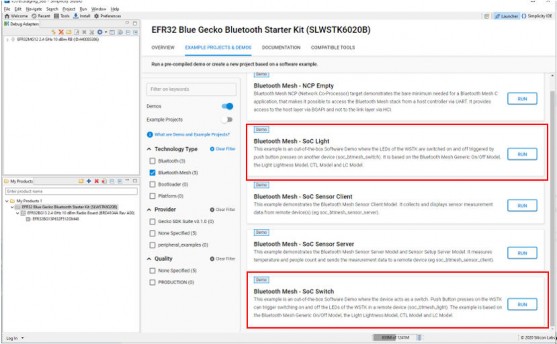 File Edit Navigate Search Project Run Window Help
Welcome Recent Tools Install Preferences
Launcher Simplicity IDE
Debug Adapters
EFR32 Blue Gecko Bluetooth Starter Kit (SLWSTK6020B)
OVERVIEW EXAMPLE PROJECTS & DEMOS DOCUMENTATION COMPATIBLE TOOLS
Run a pre-compiled demo or create a new project based on a software example.
Filter on keywords
Demos
Example Projects
What are Demo and Example Projects?
Technology Type Clear Filter
Bluetooth (3)
Bluetooth Mesh (5)
Bootloader (0)
Platform (0)
Provider Clear Filter
Gecko SDK Suite v3.1.0 (5)
None Specified (5)
peripheral_examples (0)
Quality Clear Filter
None Specified (5)
PRODUCTION (5)
Bluetooth Mesh - NCP Empty
Bluetooth Mesh NCP (Network Co-Processor) target demonstrates the bare minimum needed for a Bluetooth Mesh C
application, that makes it possible to access the Bluetooth Mesh stack from a host controller via UART. It provides
access to the host layer via BGAPI and not to the link layer via HCI.
RUN
Demo
Bluetooth Mesh - SoC Light
This example is an out-of-the-box Software Demo where the LEDs of the WSTK are switched on and off triggered by
push button presses on another device (soc_btmesh_switch). It is based on the Bluetooth Mesh Generic On/Off Model,
the Light Lightness Model, CTL Model and LC Model.
RUN
Demo
Bluetooth Mesh - SoC Sensor Client
This example demonstrates the Bluetooth Mesh Sensor Client Model. It collects and displays sensor measurement
data from remote device(s) (eg soc_btmesh_sensor_server).
RUN
Demo
Bluetooth Mesh - SoC Sensor Server
This example demonstrates the Bluetooth Mesh Sensor Server Model and Sensor Setup Server Model. It measures
temperature and people count and sends the measurement data to a remote device (eg soc_btmesh_sensor_client).
RUN
Demo
Bluetooth Mesh - SoC Switch
This example is an out-of-the-box Software Demo where the device acts as a switch. Push Button presses on the WSTK
can trigger switching on and off the LEDs of the WSTK in a remote device (soc_btmesh_light). The example is based on
the Bluetooth Mesh Generic On/Off Model, the Light Lightness Model, CTL Model and LC Model.
RUN
My Products
Enter product name
My Products 1
EFR32 Blue Gecko Bluetooth Starter Kit (SLWSTK6020B)
Log In
© 2020 Silicon Labs